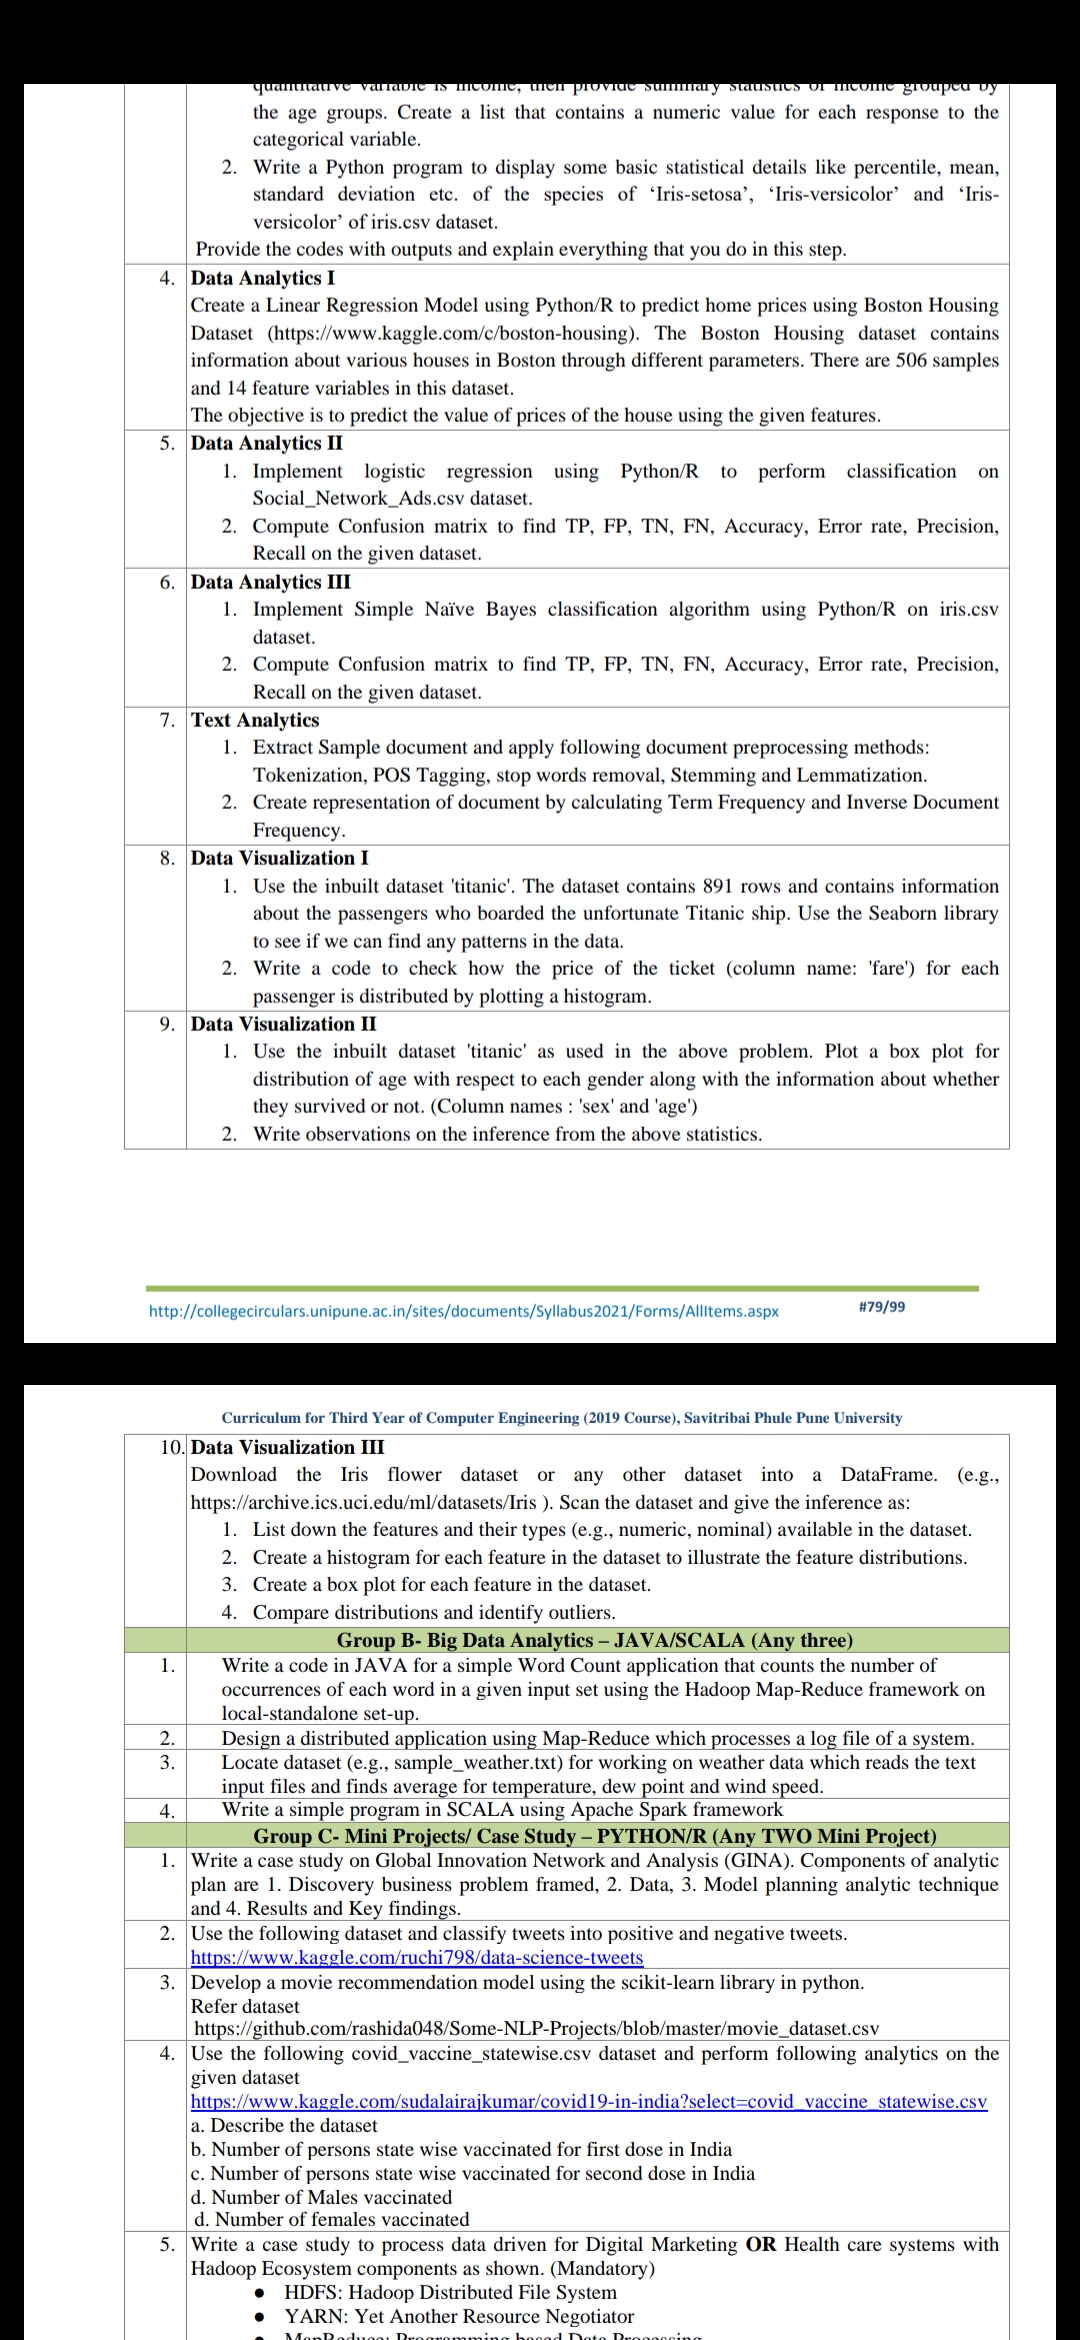 quantitative variable is income, then provide summary statistics of income grouped by
the age groups. Create a list that contains a numeric value for each response to the
categorical variable.
2. Write a Python program to display some basic statistical details like percentile, mean,
standard deviation etc. of the species of ‘Iris-setosa’, ‘Iris-versicolor’ and ‘Iris-
versicolor’ of iris.csv dataset.
Provide the codes with outputs and explain everything that you do in this step.
4. Data Analytics I
Create a Linear Regression Model using Python/R to predict home prices using Boston Housing
Dataset (https://www.kaggle.com/c/boston-housing). The Boston Housing dataset contains
information about various houses in Boston through different parameters. There are 506 samples
and 14 feature variables in this dataset.
The objective is to predict the value of prices of the house using the given features.
5. Data Analytics II
1. Implement logistic regression using Python/R to perform classification on
Social_Network_Ads.csv dataset.
2. Compute Confusion matrix to find TP, FP, TN, FN, Accuracy, Error rate, Precision,
Recall on the given dataset.
6. Data Analytics III
1. Implement Simple Naïve Bayes classification algorithm using Python/R on iris.csv
dataset.
2. Compute Confusion matrix to find TP, FP, TN, FN, Accuracy, Error rate, Precision,
Recall on the given dataset.
7. Text Analytics
1. Extract Sample document and apply following document preprocessing methods:
Tokenization, POS Tagging, stop words removal, Stemming and Lemmatization.
2. Create representation of document by calculating Term Frequency and Inverse Document
Frequency.
8. Data Visualization I
1. Use the inbuilt dataset 'titanic'. The dataset contains 891 rows and contains information
about the passengers who boarded the unfortunate Titanic ship. Use the Seaborn library
to see if we can find any patterns in the data.
2. Write a code to check how the price of the ticket (column name: 'fare') for each
passenger is distributed by plotting a histogram.
9. Data Visualization II
1. Use the inbuilt dataset 'titanic' as used in the above problem. Plot a box plot for
distribution of age with respect to each gender along with the information about whether
they survived or not. (Column names : 'sex' and 'age')
2. Write observations on the inference from the above statistics.
http://collegecirculars.unipune.ac.in/sites/documents/Syllabus2021/Forms/AllItems.aspx #79/99
Curriculum for Third Year of Computer Engineering (2019 Course), Savitribai Phule Pune University
10. Data Visualization III
Download the Iris flower dataset or any other dataset into a DataFrame. (e.g.,
https://archive.ics.uci.edu/ml/datasets/Iris ). Scan the dataset and give the inference as:
1. List down the features and their types (e.g., numeric, nominal) available in the dataset.
2. Create a histogram for each feature in the dataset to illustrate the feature distributions.
3. Create a box plot for each feature in the dataset.
4. Compare distributions and identify outliers.
Group B- Big Data Analytics – JAVA/SCALA (Any three)
1. Write a code in JAVA for a simple Word Count application that counts the number of
occurrences of each word in a given input set using the Hadoop Map-Reduce framework on
local-standalone set-up.
2. Design a distributed application using Map-Reduce which processes a log file of a system.
3. Locate dataset (e.g., sample_weather.txt) for working on weather data which reads the text
input files and finds average for temperature, dew point and wind speed.
4. Write a simple program in SCALA using Apache Spark framework
Group C- Mini Projects/ Case Study – PYTHON/R (Any TWO Mini Project)
1. Write a case study on Global Innovation Network and Analysis (GINA). Components of analytic
plan are 1. Discovery business problem framed, 2. Data, 3. Model planning analytic technique
and 4. Results and Key findings.
2. Use the following dataset and classify tweets into positive and negative tweets.
https://www.kaggle.com/ruchi798/data-science-tweets
3. Develop a movie recommendation model using the scikit-learn library in python.
Refer dataset
https://github.com/rashida048/Some-NLP-Projects/blob/master/movie_dataset.csv
4. Use the following covid_vaccine_statewise.csv dataset and perform following analytics on the
given dataset
https://www.kaggle.com/sudalairajkumar/covid19-in-india?select=covid_vaccine_statewise.csv
a. Describe the dataset
b. Number of persons state wise vaccinated for first dose in India
c. Number of persons state wise vaccinated for second dose in India
d. Number of Males vaccinated
d. Number of females vaccinated
5. Write a case study to process data driven for Digital Marketing OR Health care systems with
Hadoop Ecosystem components as shown. (Mandatory)
● HDFS: Hadoop Distributed File System
● YARN: Yet Another Resource Negotiator
● MapReduce: Programming based Data Processing